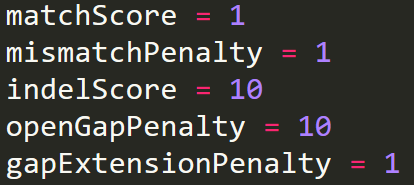 matchScore = 1
mismatchPenalty = 1
indelScore = 10
openGapPenalty = 10
gapExtensionPenalty = 1